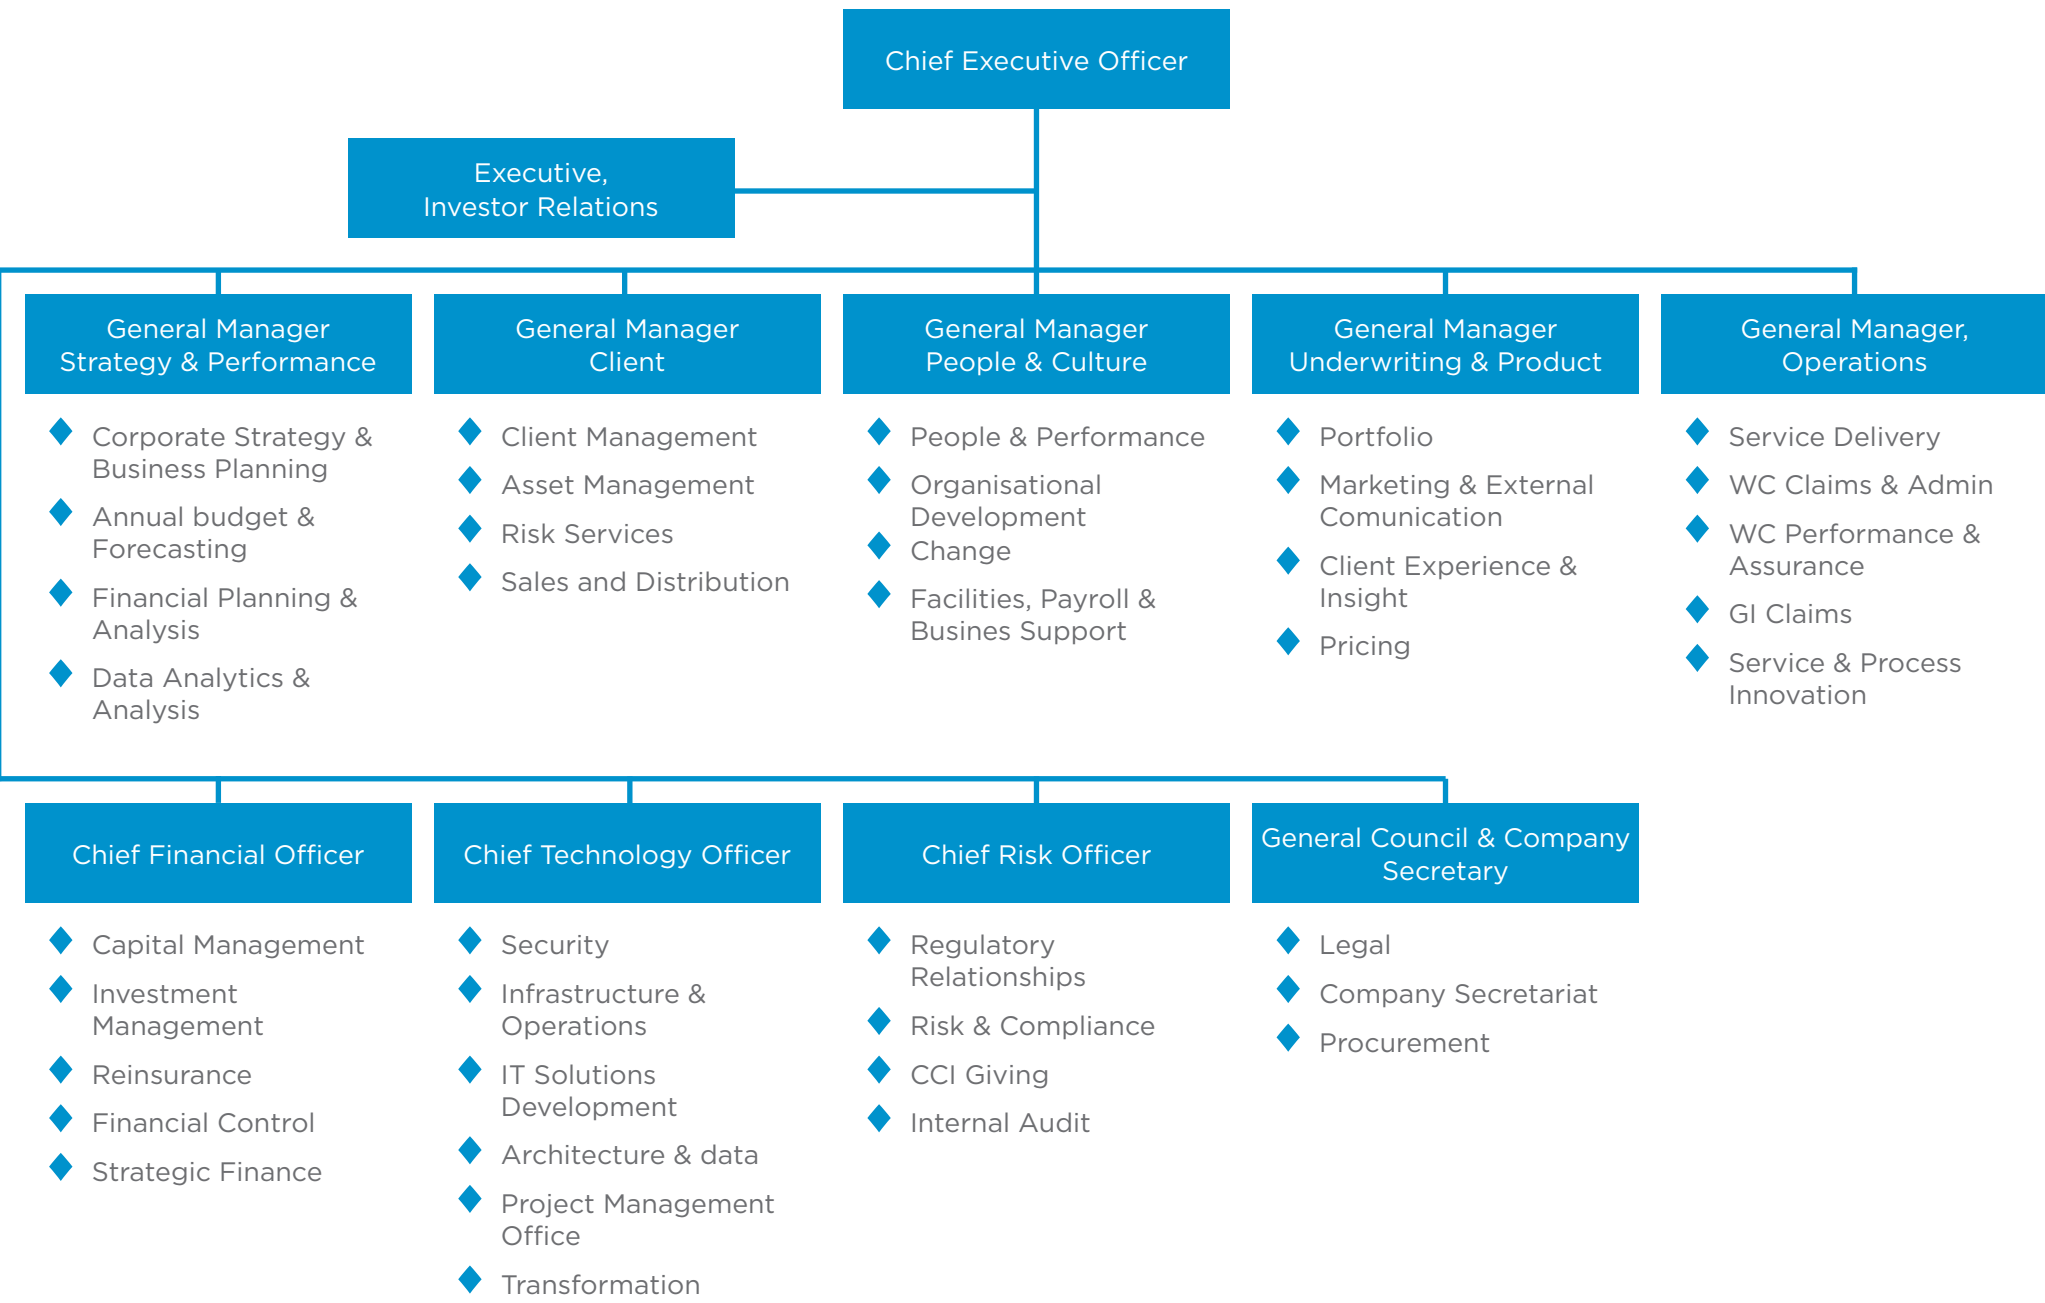 Chief Executive Officer
Executive,
Investor Relations
General Manager
Strategy & Performance
Corporate Strategy &
Business Planning
Annual budget &
Forecasting
Financial Planning &
Analysis
Data Analytics &
Analysis
General Manager
Client
Client Management
Asset Management
Risk Services
Sales and Distribution
General Manager
People & Culture
People & Performance
Organisational
Development
Change
Facilities, Payroll &
Busines Support
General Manager
Underwriting & Product
Portfolio
Marketing & External
Comunication
Client Experience &
Insight
Pricing
General Manager,
Operations
Service Delivery
WC Claims & Admin
WC Performance &
Assurance
GI Claims
Service & Process
Innovation
Chief Financial Officer
Capital Management
Investment
Management
Reinsurance
Financial Control
Strategic Finance
Chief Technology Officer
Security
Infrastructure &
Operations
IT Solutions
Development
Architecture & data
Project Management
Office
Transformation
Chief Risk Officer
Regulatory
Relationships
Risk & Compliance
CCI Giving
Internal Audit
General Council & Company
Secretary
Legal
Company Secretariat
Procurement